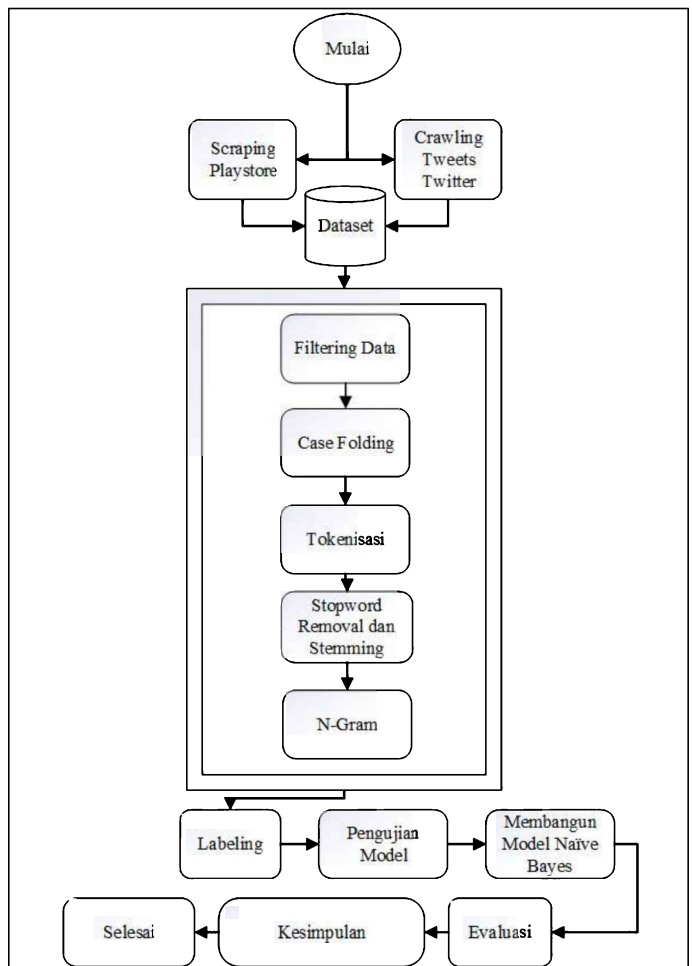 Mulai
Scraping
Playstore
Crawling
Tweets
Twitter
Dataset
Filtering Data
Case Folding
Tokenisasi
Stopword
Removal dan
Stemming
N-Gram
Labeling
Pengujian
Model
Membangun
Model Naïve
Bayes
Selesai
Kesimpulan
Evaluasi